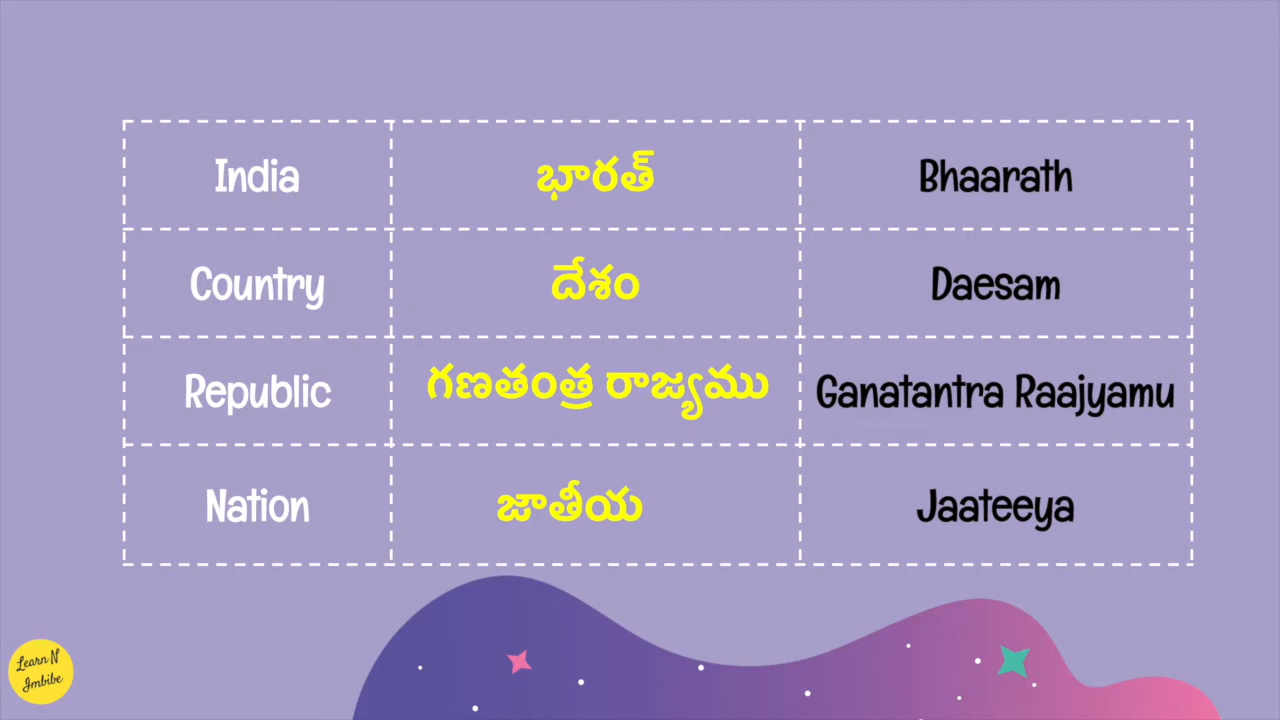 India భారత్ Bhaarath
Country దేశం Daesam
Republic గణతంత్ర రాజ్యము Ganatantra Raajyamu
Nation జాతీయ Jaateeya
Learn N
Imbibe